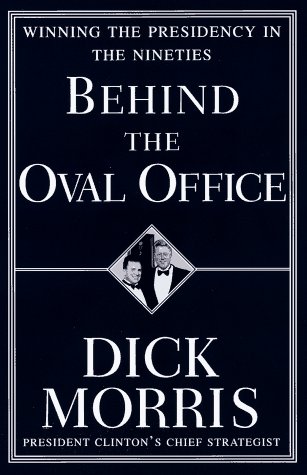 WINNING THE PRESIDENCY IN
THE NINETIES
BEHIND
THE
OVAL OFFICE
DICK
MORRIS
PRESIDENT CLINTON'S CHIEF STRATEGIST